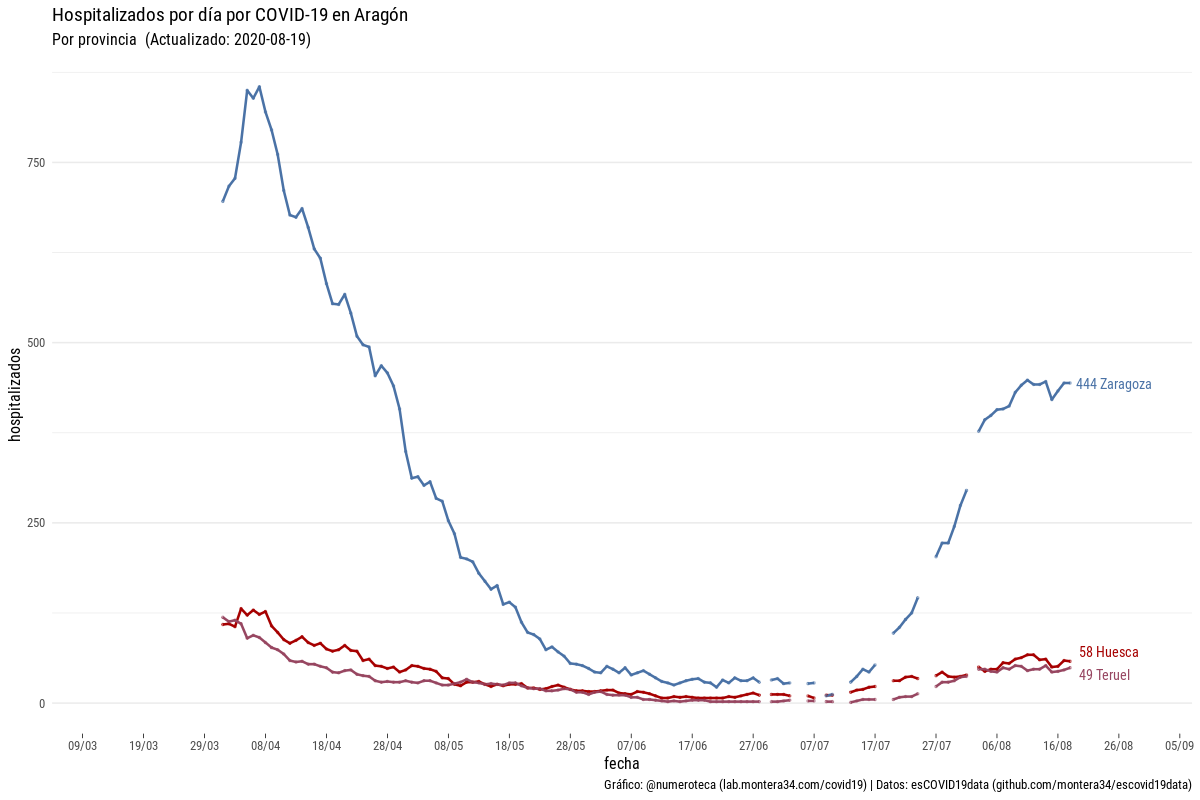 Hospitalizados por día por COVID-19 en Aragón
Por provincia (Actualizado: 2020-08-19)
hospitalizados
750
500
250
0
444 Zaragoza
58 Huesca
49 Teruel
09/03 19/03 29/03 08/04 18/04 28/04 08/05 18/05 28/05 07/06 17/06 27/06 07/07 17/07 27/07 06/08 16/08 26/08 05/09
fecha
Gráfico: @numeroteca (lab.montera34.com/covid19) | Datos: esCOVID19data (github.com/montera34/escovid19data)